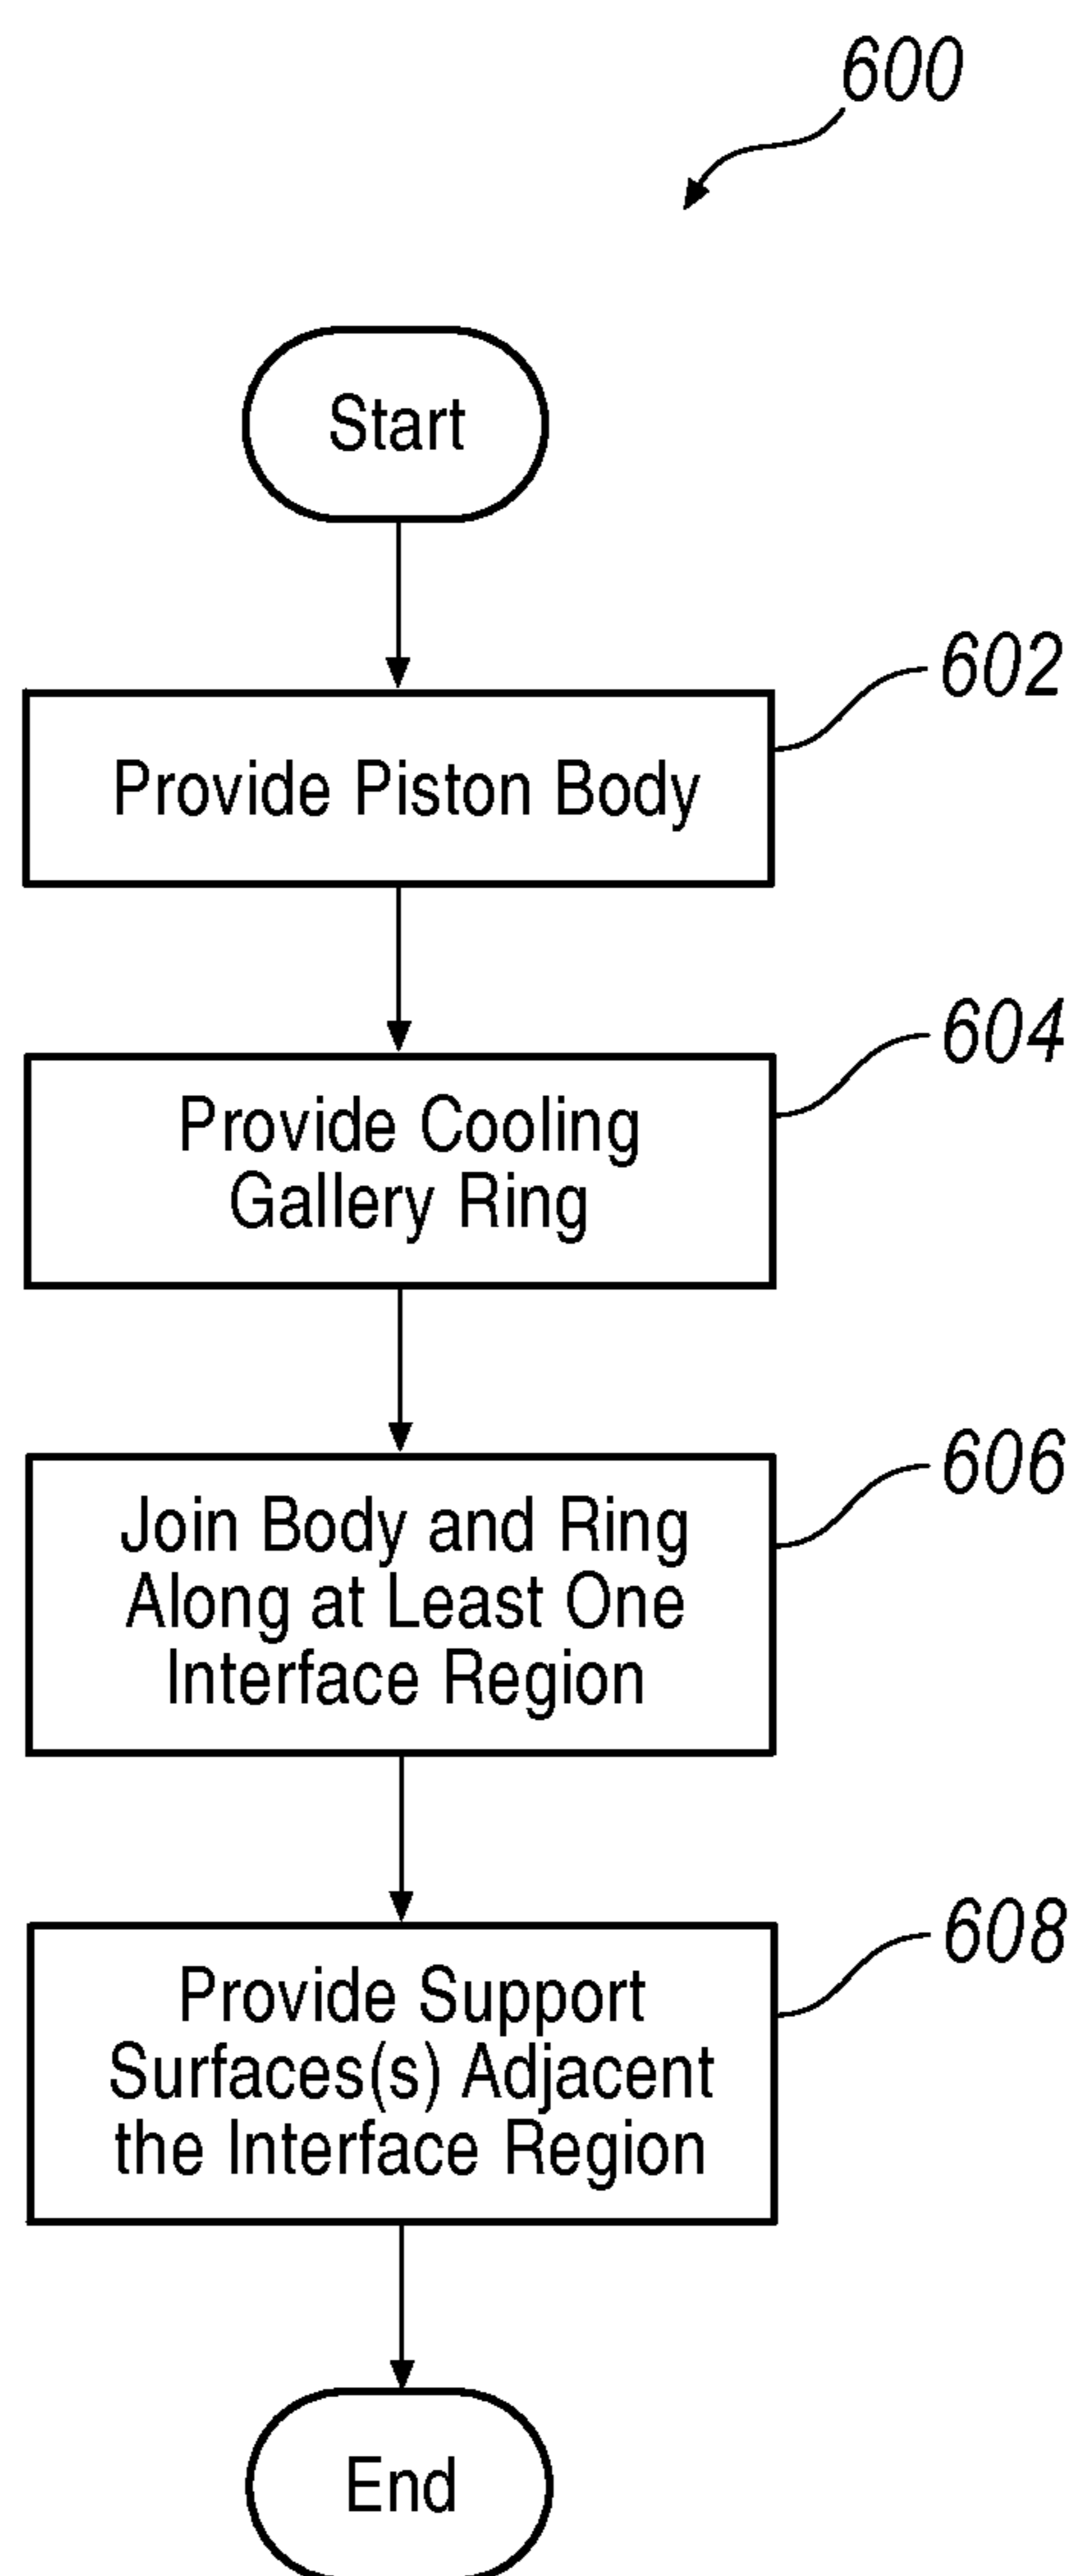 600
Start
602
Provide Piston Body
604
Provide Cooling
Gallery Ring
606
Join Body and Ring
Along at Least One
Interface Region
608
Provide Support
Surfaces(s) Adjacent
the Interface Region
End